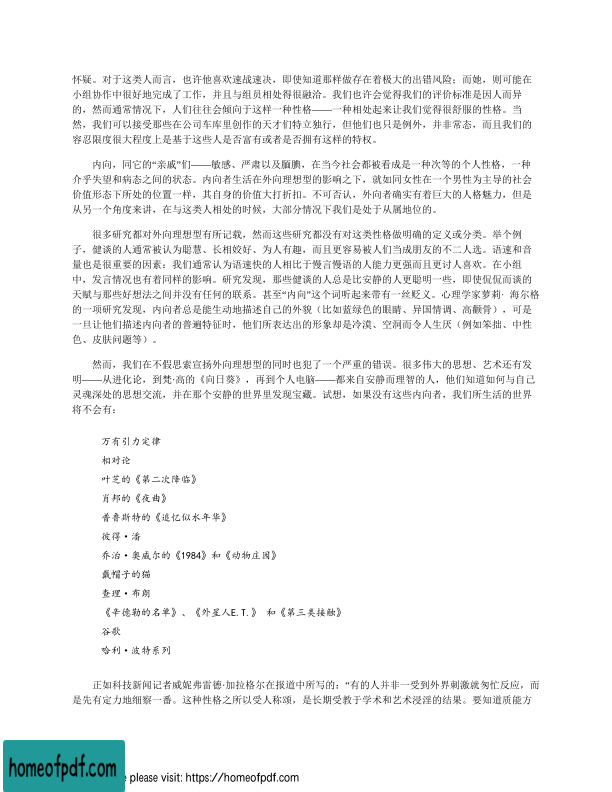 怀疑。对于这类人而言，也许他喜欢速战速决，即使知道那样做存在着极大的出错风险；而她，则可能在
小组协作中很好地完成了工作，并且与组员相处得很融洽。我们也许会觉得我们的评价标准是因人而异
的，然而通常情况下，人们往往会倾向于这样一种性格——一种相处起来让我们觉得很舒服的性格。当
然，我们可以接受那些在公司车库里创作的天才们特立独行，但他们也只是例外，并非常态，而且我们的
容忍限度很大程度上是基于这些人是否富有或者是否拥有这样的特权。
内向，同它的“亲戚”们——敏感、严肃以及腼腆，在当今社会都被看成是一种次等的个人性格，一种
介乎失望和病态之间的状态。内向者生活在外向理想型的影响之下，就如同女性在一个男性为主导的社会
价值形态下所处的位置一样，其自身的价值大打折扣。不可否认，外向者确实有着巨大的人格魅力，但是
从另一个角度来讲，在与这类人相处的时候，大部分情况下我们是处于从属地位的。
很多研究都对外向理想型有所记载，然而这些研究都没有对这类性格做明确的定义或分类。举个例
子，健谈的人通常被认为聪慧、长相姣好、为人有趣，而且更容易被人们当成朋友的不二人选。语速和音
量也是很重要的因素：我们通常认为语速快的人相比于慢言慢语的人能力更强而且更讨人喜欢。在小组
中，发言情况也有着同样的影响。研究发现，那些健谈的人总是比安静的人更聪明一些，即使侃侃而谈的
天赋与那些好想法之间并没有任何的联系。甚至“内向”这个词听起来带有一丝贬义。心理学家萝莉·海尔格
的一项研究发现，内向者总是能生动地描述自己的外貌（比如蓝绿色的眼睛、异国情调、高颧骨），可是
一旦让他们描述内向者的普遍特征时，他们所表达出的形象却是冷漠、空洞而令人生厌（例如笨拙、中性
色、皮肤问题等）。
然而，我们在不假思索宣扬外向理想型的同时也犯了一个严重的错误。很多伟大的思想、艺术还有发
明——从进化论，到梵·高的《向日葵》，再到个人电脑——都来自安静而理智的人，他们知道如何与自己
灵魂深处的思想交流，并在那个安静的世界里发现宝藏。试想，如果没有这些内向者，我们所生活的世界
将不会有：
万有引力定律
相对论
叶芝的《第二次降临》
肖邦的《夜曲》
普鲁斯特的《追忆似水年华》
彼得·潘
乔治·奥威尔的《1984》和《动物庄园》
戴帽子的猫
查理·布朗
《辛德勒的名单》、《外星人E.T.》 和《第三类接触》
谷歌
哈利·波特系列
正如科技新闻记者威妮弗雷德·加拉格尔在报道中所写的：“有的人并非一受到外界刺激就匆忙反应，而
是先有定力地细察一番。这种性格之所以受人称颂，是长期受教于学术和艺术浸淫的结果。要知道质能方
homeofpdf.com
e please visit: https://homeofpdf.com